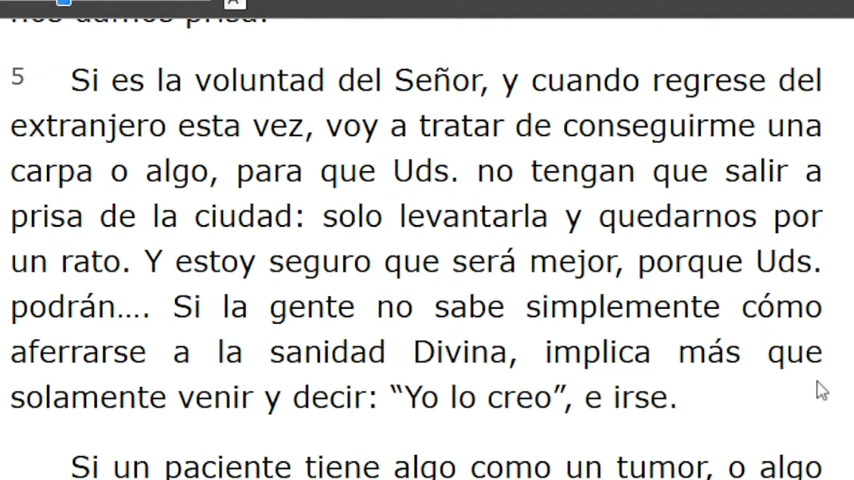 nos damos prisa.
5 Si es la voluntad del Señor, y cuando regrese del
extranjero esta vez, voy a tratar de conseguirme una
carpa o algo, para que Uds. no tengan que salir a
prisa de la ciudad: solo levantarla y quedarnos por
un rato. Y estoy seguro que será mejor, porque Uds.
podrán.... Si la gente no sabe simplemente cómo
aferrarse a la sanidad Divina, implica más que
solamente venir y decir: “Yo lo creo”, e irse.
Si un paciente tiene algo como un tumor, o algo